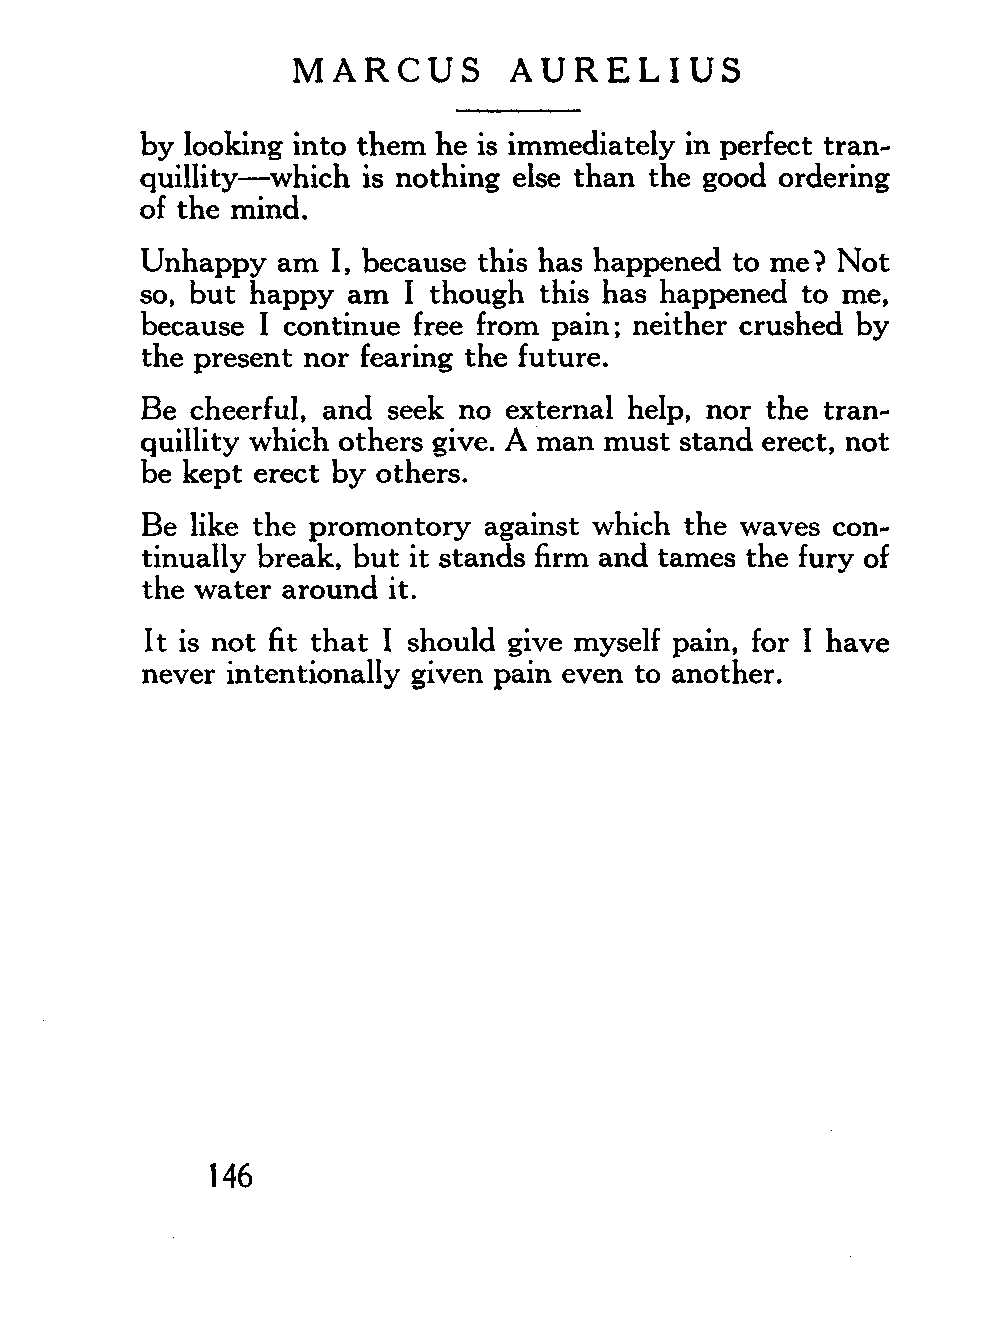 MARCUS AURELIUS
by looking into them he is immediately in perfect tran-
quillity—which is nothing else than the good ordering
of the mind.
Unhappy am I, because this has happened to me? Not
so, but happy am I though this has happened to me,
because I continue free from pain; neither crushed by
the present nor fearing the future.
Be cheerful, and seek no external help, nor the tran-
quillity which others give. A man must stand erect, not
be kept erect by others.
Be like the promontory against which the waves con-
tinually break, but it stands firm and tames the fury of
the water around it.
It is not fit that I should give myself pain, for I have
never intentionally given pain even to another.
146